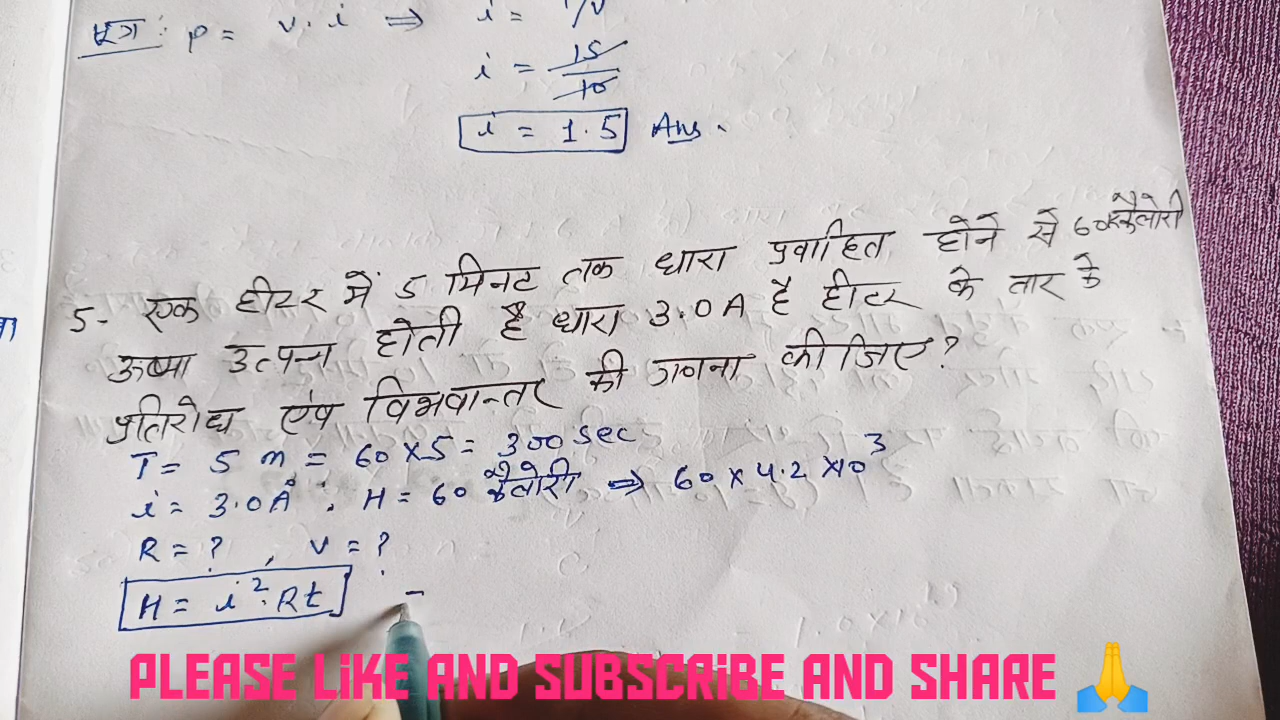 प्रग : P = V. i ⇒ i = P/V
i = 15/10
i = 1.5 Ans.
5- एक हीटर में 5 मिनट तक धारा प्रवाहित होने से 60 कैलोरी
ऊष्मा उत्पन्न होती है धारा 3.0A है हीटर के तार के
प्रतिरोध एंव विभवान्तर की गणना कीजिए?
T = 5 m = 60×5 = 300 sec
i = 3.0A , H = 60 कैलोरी ⇒ 60 × 4.2 × 10³
R = ? , V = ?
H = i². Rt
PLEASE LiKE AND SUBSCRiBE AND SHARE 🙏